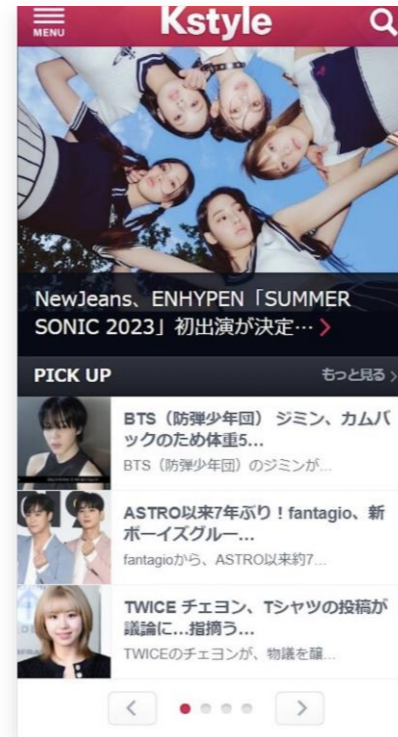 MENU
Kstyle
NewJeans、ENHYPEN「SUMMER
SONIC 2023」初出演が決定…
PICK UP
もっと見る
BTS（防弾少年団） ジミン、カムバ
ックのため体重5...
BTS（防弾少年団）のジミンが...
ASTRO以来7年ぶり！fantagio、新
ボーイズグルー...
fantagioから、ASTRO以来約7...
TWICE チェヨン、Tシャツの投稿が
議論に…指摘う...
TWICEのチェヨンが、物議を醸...